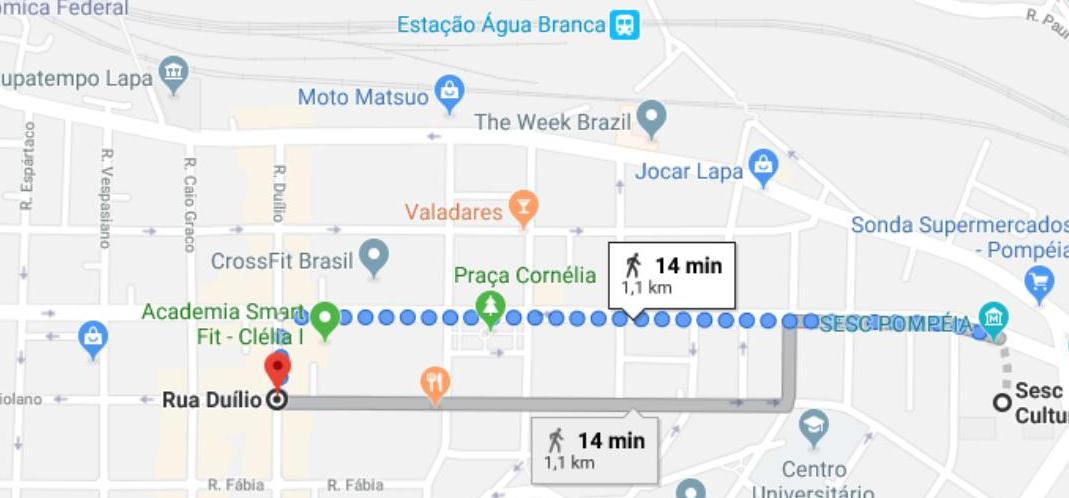 ômica Federal
Estação Água Branca
R. Pau
upatempo Lapa
Moto Matsuo
The Week Brazil
R. Espártaco
R. Vespasiano
R. Caio Graco
R. Duílio
Jocar Lapa
Valadares
Sonda Supermercados
- Pompéia
CrossFit Brasil
Praça Cornélia
14 min
1,1 km
Academia Smart
Fit - Clélia I
SESC POMPÉIA
iolano
Rua Duílio
Sesc
Cultu
14 min
1,1 km
Centro
Universitário
R. Fábia
R. Fábia